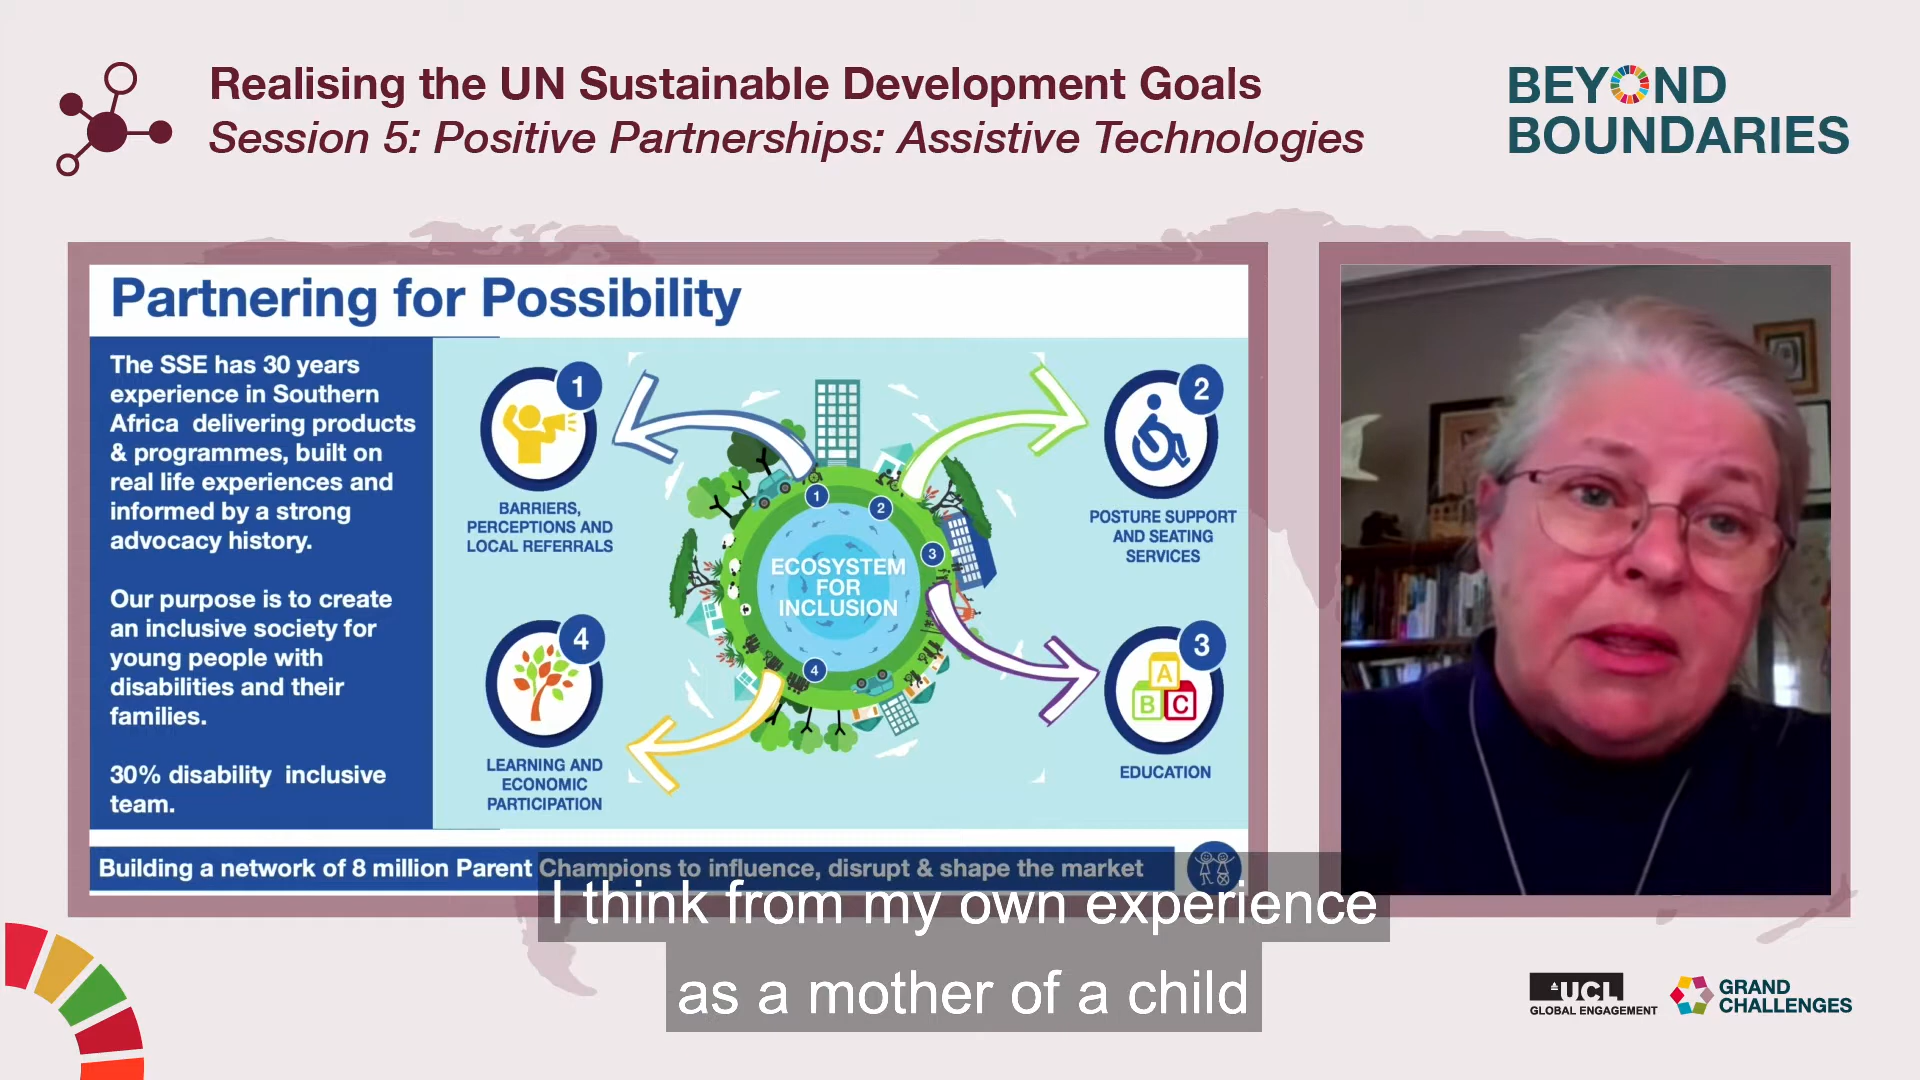 Realising the UN Sustainable Development Goals
Session 5: Positive Partnerships: Assistive Technologies
BEYOND
BOUNDARIES
Partnering for Possibility
The SSE has 30 years
experience in Southern
Africa delivering products
& programmes, built on
real life experiences and
informed by a strong
advocacy history.
Our purpose is to create
an inclusive society for
young people with
disabilities and their
families.
30% disability inclusive
team.
1
BARRIERS,
PERCEPTIONS AND
LOCAL REFERRALS
2
POSTURE SUPPORT
AND SEATING
SERVICES
1
2
3
4
ECOSYSTEM
FOR
INCLUSION
4
LEARNING AND
ECONOMIC
PARTICIPATION
3
A
B C
EDUCATION
Building a network of 8 million Parent Champions to influence, disrupt & shape the market
I think from my own experience
as a mother of a child
UCL
GLOBAL ENGAGEMENT
GRAND
CHALLENGES